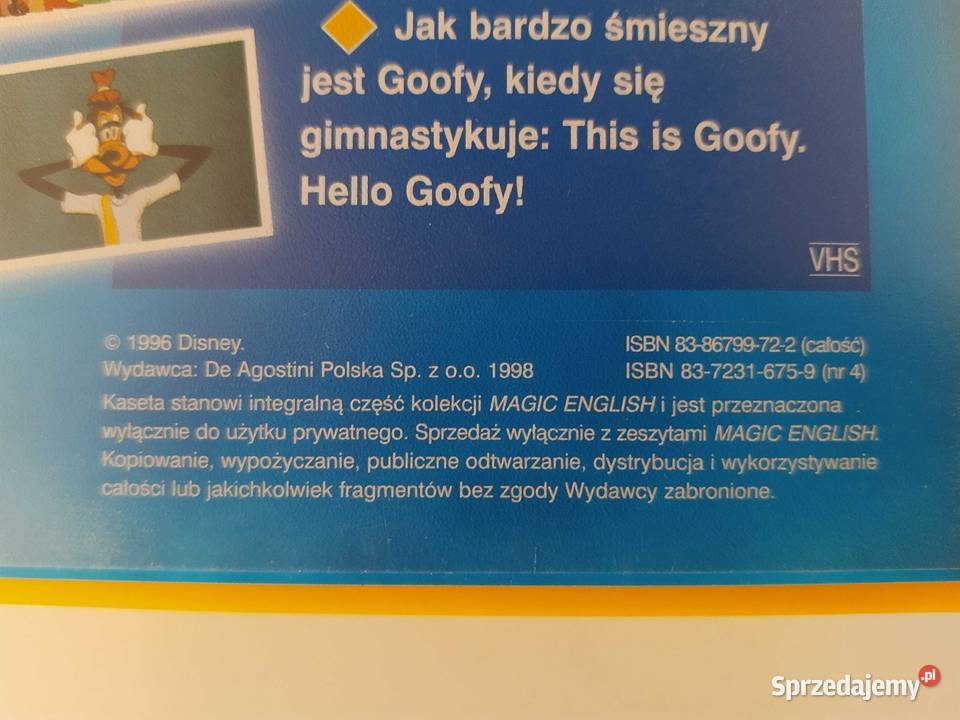 Jak bardzo śmieszny
jest Goofy, kiedy się
gimnastykuje: This is Goofy.
Hello Goofy!
VHS
© 1996 Disney.
Wydawca: De Agostini Polska Sp. z o.o. 1998
ISBN 83-86799-72-2 (całość)
ISBN 83-7231-675-9 (nr 4)
Kaseta stanowi integralną część kolekcji MAGIC ENGLISH i jest przeznaczona
wyłącznie do użytku prywatnego. Sprzedaż wyłącznie z zeszytami MAGIC ENGLISH.
Kopiowanie, wypożyczanie, publiczne odtwarzanie, dystrybucja i wykorzystywanie
całości lub jakichkolwiek fragmentów bez zgody Wydawcy zabronione.
Sprzedajemy.pl